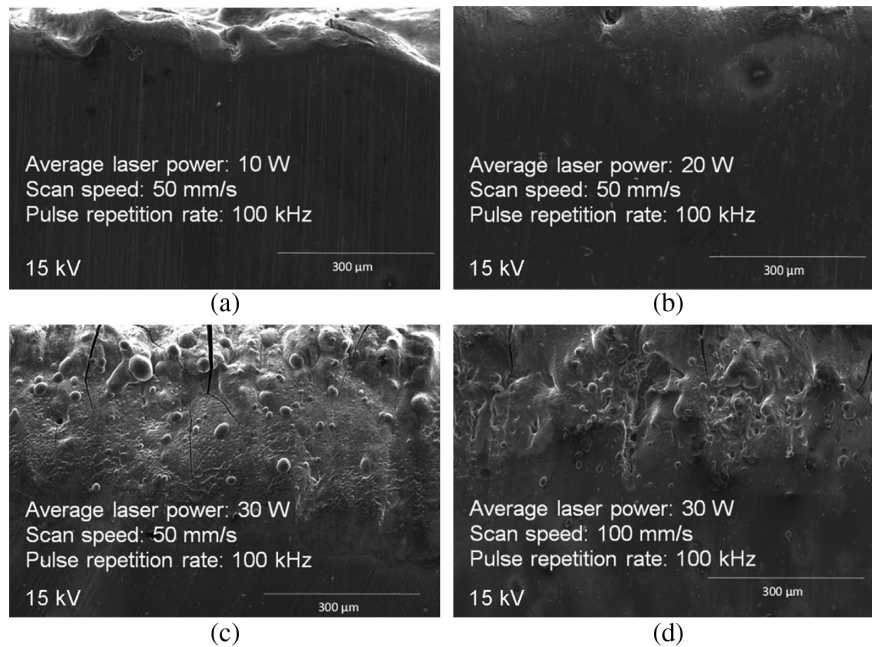 Average laser power: 10 W
Scan speed: 50 mm/s
Pulse repetition rate: 100 kHz
15 kV
300 μm
(a)
Average laser power: 20 W
Scan speed: 50 mm/s
Pulse repetition rate: 100 kHz
15 kV
300 μm
(b)
Average laser power: 30 W
Scan speed: 50 mm/s
Pulse repetition rate: 100 kHz
15 kV
300 μm
(c)
Average laser power: 30 W
Scan speed: 100 mm/s
Pulse repetition rate: 100 kHz
15 kV
300 μm
(d)